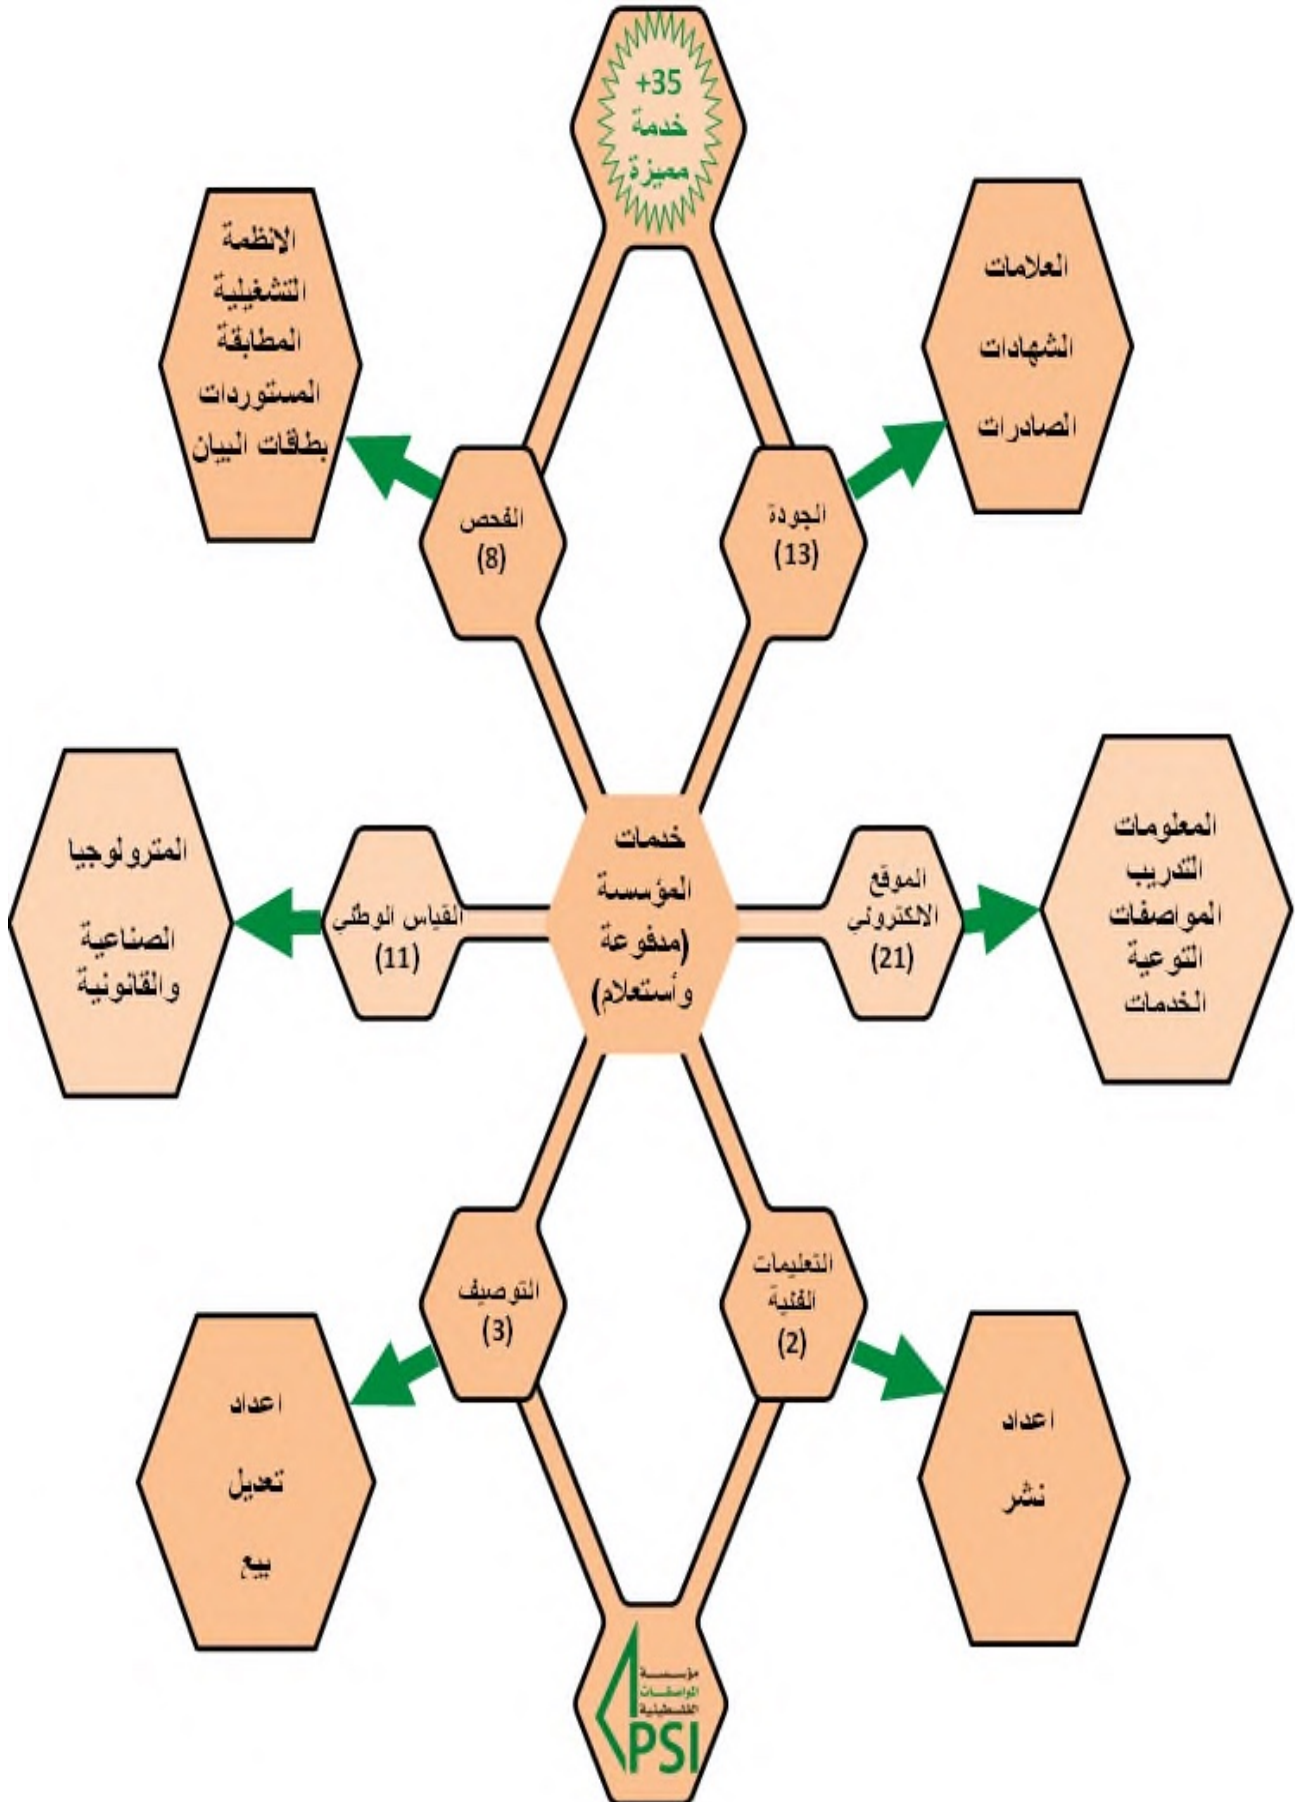 +35
خدمة
مميزة
العلامات
الشهادات
الصادرات
الانظمة
التشغيلية
المطابقة
المستوردات
بطاقات البيان
الجودة
(13)
الفحص
(8)
المعلومات
التدريب
المواصفات
التوعية
الخدمات
الموقع
الالكتروني
(21)
خدمات
المؤسسة
(مدفوعة
وأستعلام)
القياس الوطني
(11)
المترولوجيا
الصناعية
والقانونية
التعليمات
الفنية
(2)
التوصيف
(3)
اعداد
نشر
اعداد
تعديل
بيع
مؤسسة
المواصفات
الفلسطينية
PSI